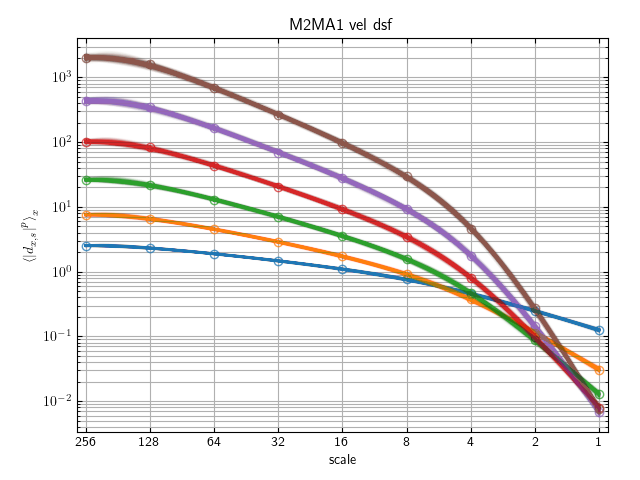 M2MA1 vel dsf
⟨|d_{x,s}|^p⟩_x
10^3
10^2
10^1
10^0
10^{-1}
10^{-2}
256 128 64 32 16 8 4 2 1
scale